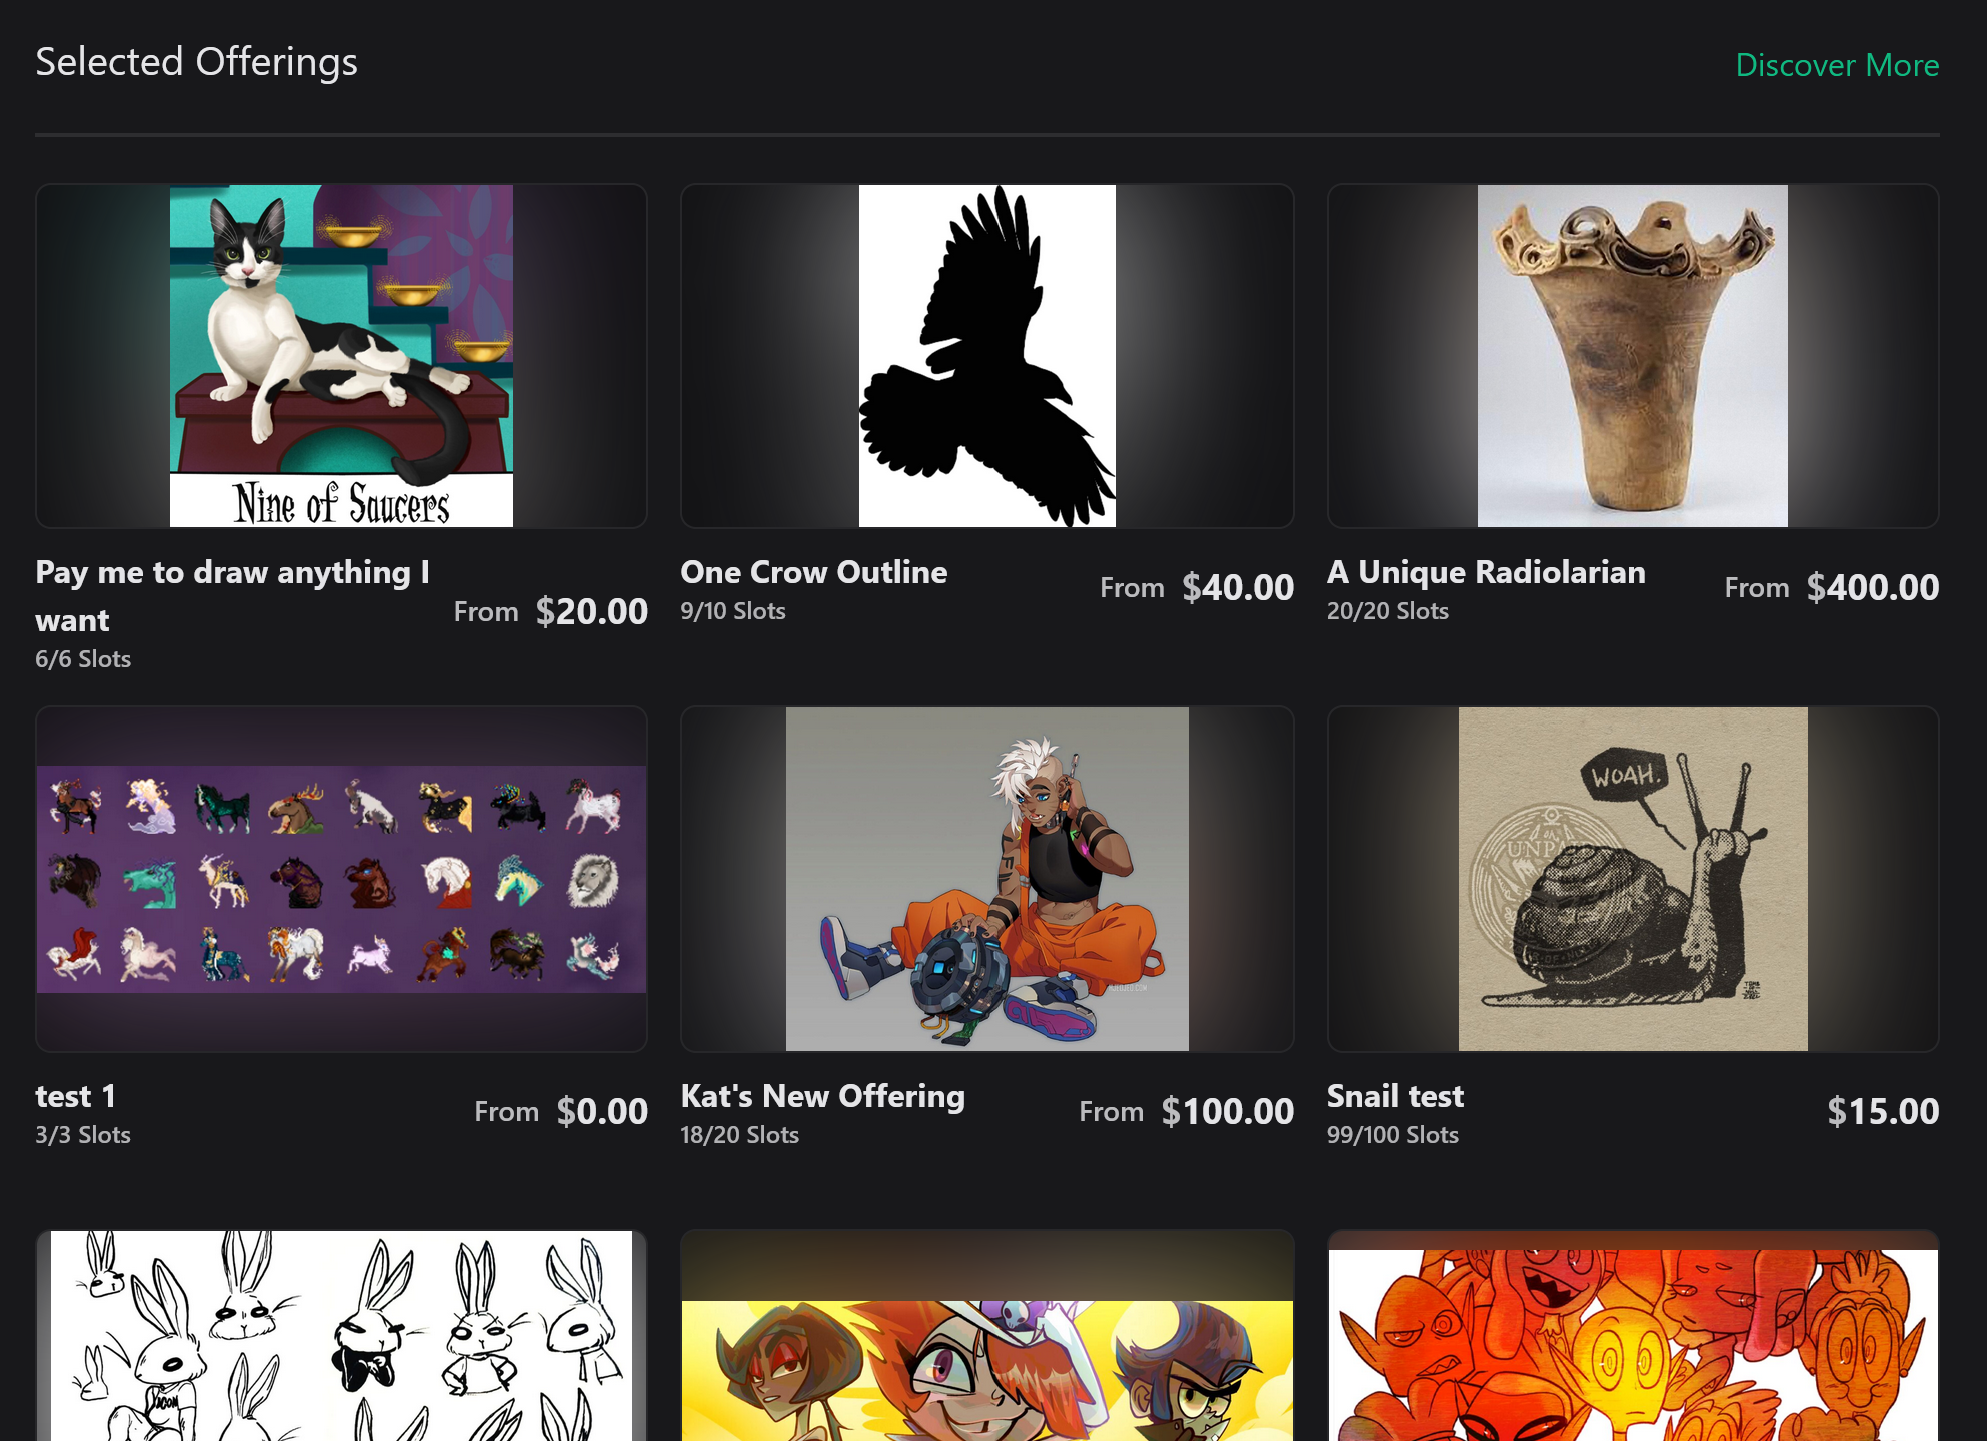 Selected Offerings
Discover More
Nine of Saucers
Pay me to draw anything I
want
6/6 Slots
From $20.00
One Crow Outline
9/10 Slots
From $40.00
A Unique Radiolarian
20/20 Slots
From $400.00
WOAH.
test 1
3/3 Slots
From $0.00
Kat's New Offering
18/20 Slots
From $100.00
Snail test
99/100 Slots
$15.00